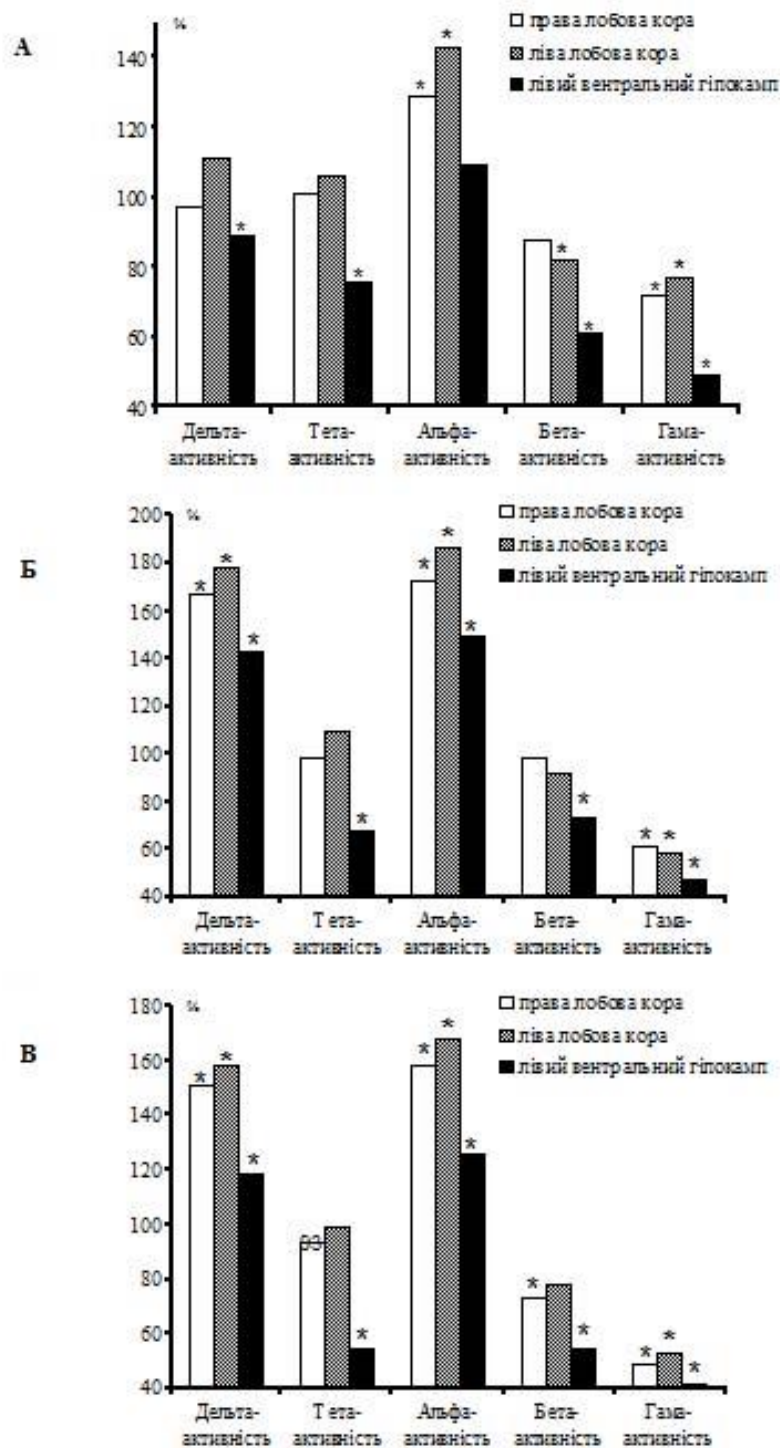 А
%
права лобова кора
ліва лобова кора
лівий вентральний гіпокамп
140
120
100
80
60
40
* * * * * * * * *
Дельта-активність
Тета-активність
Альфа-активність
Бета-активність
Гама-активність
Б
%
права лобова кора
ліва лобова кора
лівий вентральний гіпокамп
200
180
160
140
120
100
80
60
40
* * * * * * * * * * *
Дельта-активність
Тета-активність
Альфа-активність
Бета-активність
Гама-активність
В
%
права лобова кора
ліва лобова кора
лівий вентральний гіпокамп
180
160
140
120
100
80
60
40
* * * 93 * * * * * * * * *
Дельта-активність
Тета-активність
Альфа-активність
Бета-активність
Гама-активність